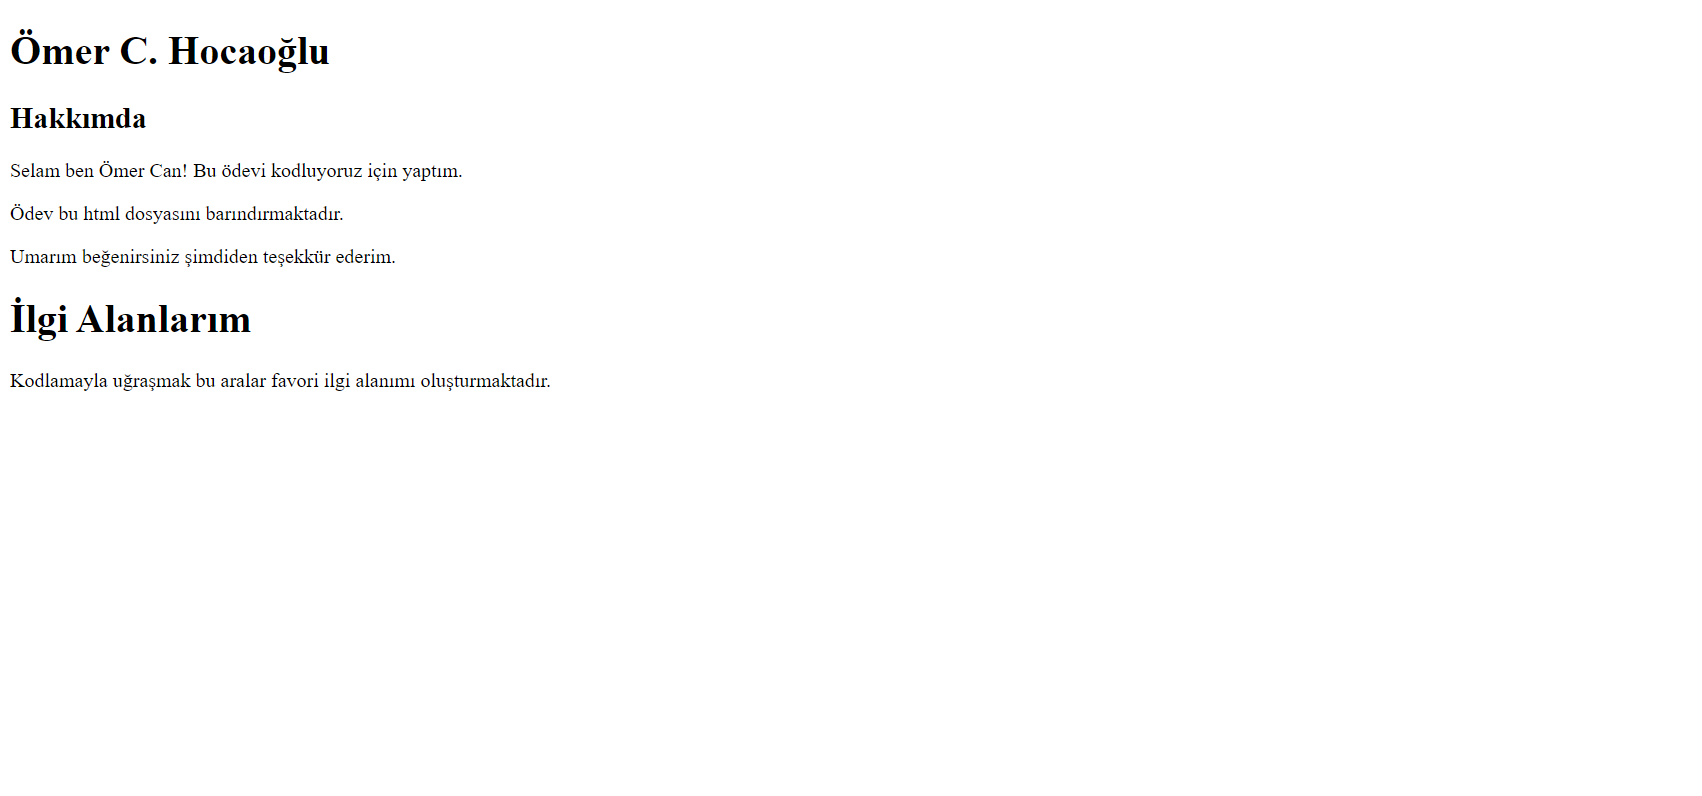 Ömer C. Hocaoğlu
Hakkımda
Selam ben Ömer Can! Bu ödevi kodluyoruz için yaptım.
Ödev bu html dosyasını barındırmaktadır.
Umarım beğenirsiniz şimdiden teşekkür ederim.
İlgi Alanlarım
Kodlamayla uğraşmak bu aralar favori ilgi alanımı oluşturmaktadır.